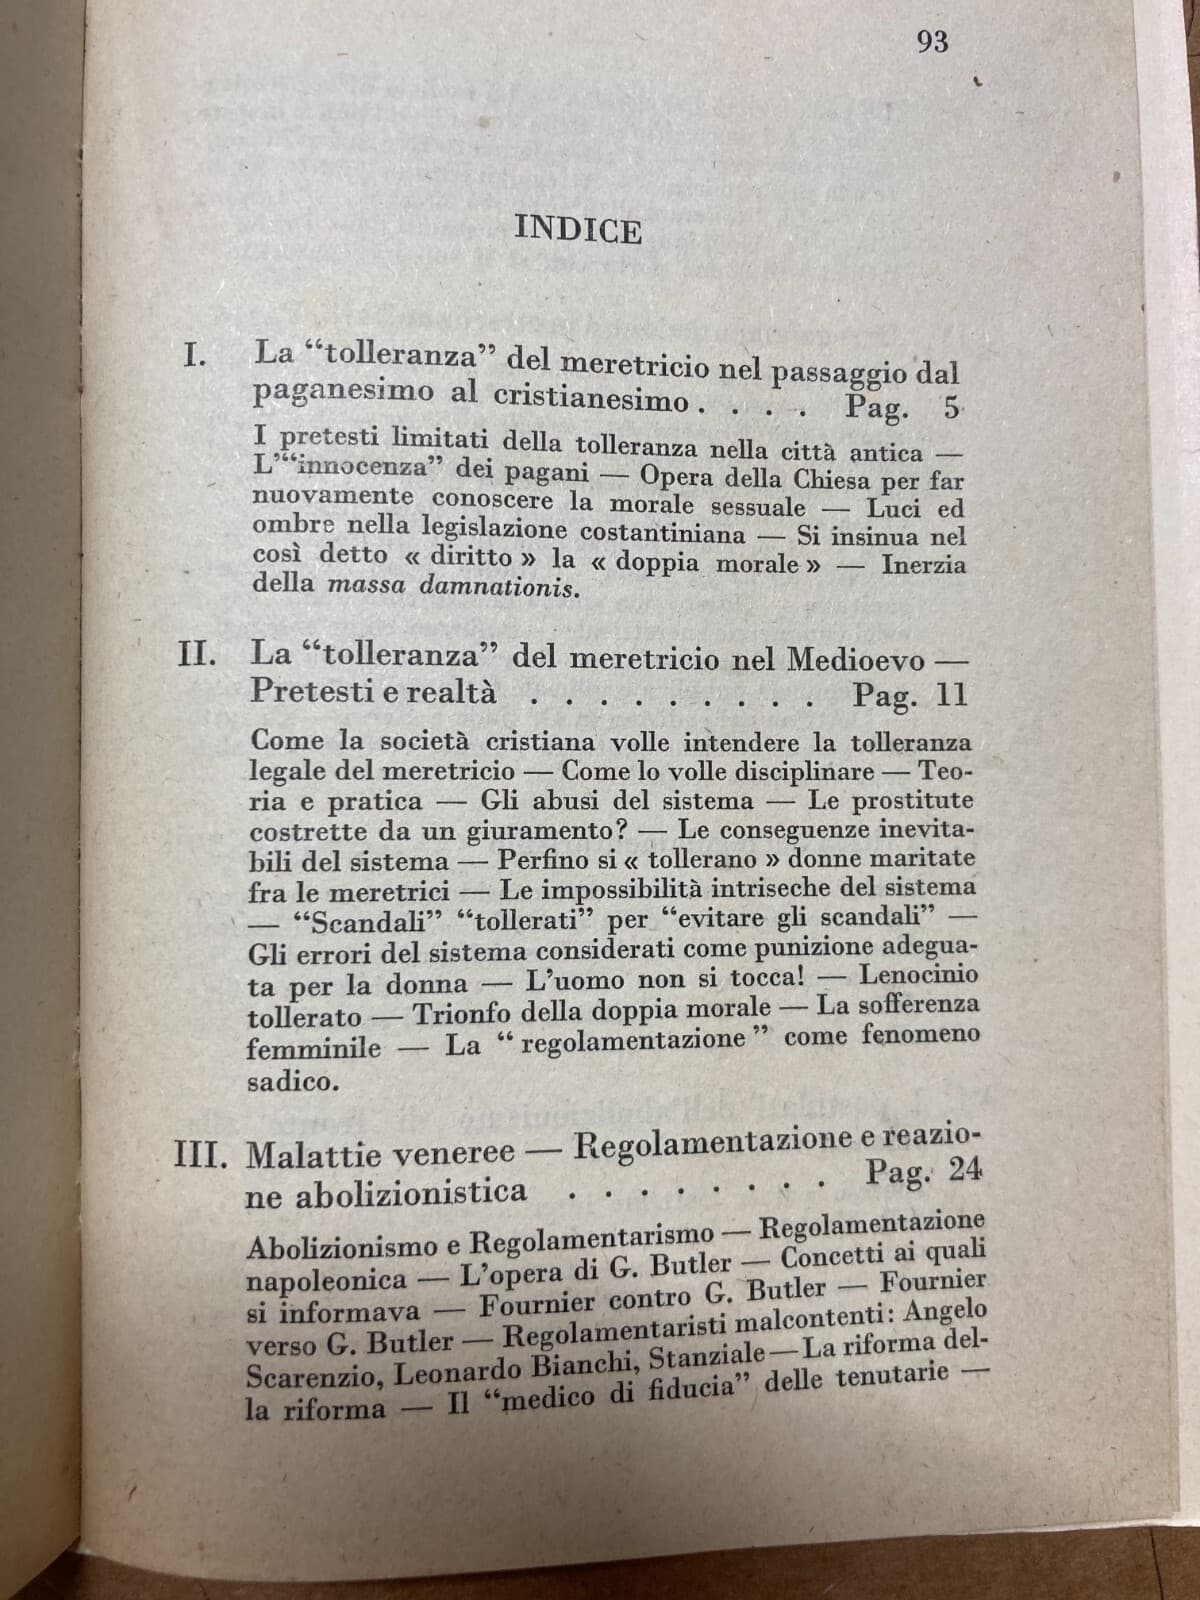 93
INDICE
I. La “tolleranza” del meretricio nel passaggio dal
paganesimo al cristianesimo . . . . Pag. 5
I pretesti limitati della tolleranza nella città antica —
L’“innocenza” dei pagani — Opera della Chiesa per far
nuovamente conoscere la morale sessuale — Luci ed
ombre nella legislazione costantiniana — Si insinua nel
così detto « diritto » la « doppia morale » — Inerzia
della massa damnationis.
II. La “tolleranza” del meretricio nel Medioevo —
Pretesti e realtà . . . . . . . . . Pag. 11
Come la società cristiana volle intendere la tolleranza
legale del meretricio — Come lo volle disciplinare — Teo-
ria e pratica — Gli abusi del sistema — Le prostitute
costrette da un giuramento? — Le conseguenze inevita-
bili del sistema — Perfino si « tollerano » donne maritate
fra le meretrici — Le impossibilità intriseche del sistema
— “Scandali” “tollerati” per “evitare gli scandali” —
Gli errori del sistema considerati come punizione adegua-
ta per la donna — L’uomo non si tocca! — Lenocinio
tollerato — Trionfo della doppia morale — La sofferenza
femminile — La “regolamentazione” come fenomeno
sadico.
III. Malattie veneree — Regolamentazione e reazio-
ne abolizionistica . . . . . . . . Pag. 24
Abolizionismo e Regolamentarismo — Regolamentazione
napoleonica — L’opera di G. Butler — Concetti ai quali
si informava — Fournier contro G. Butler — Fournier
verso G. Butler — Regolamentaristi malcontenti: Angelo
Scarenzio, Leonardo Bianchi, Stanziale — La riforma del-
la riforma — Il “medico di fiducia” delle tenutarie —